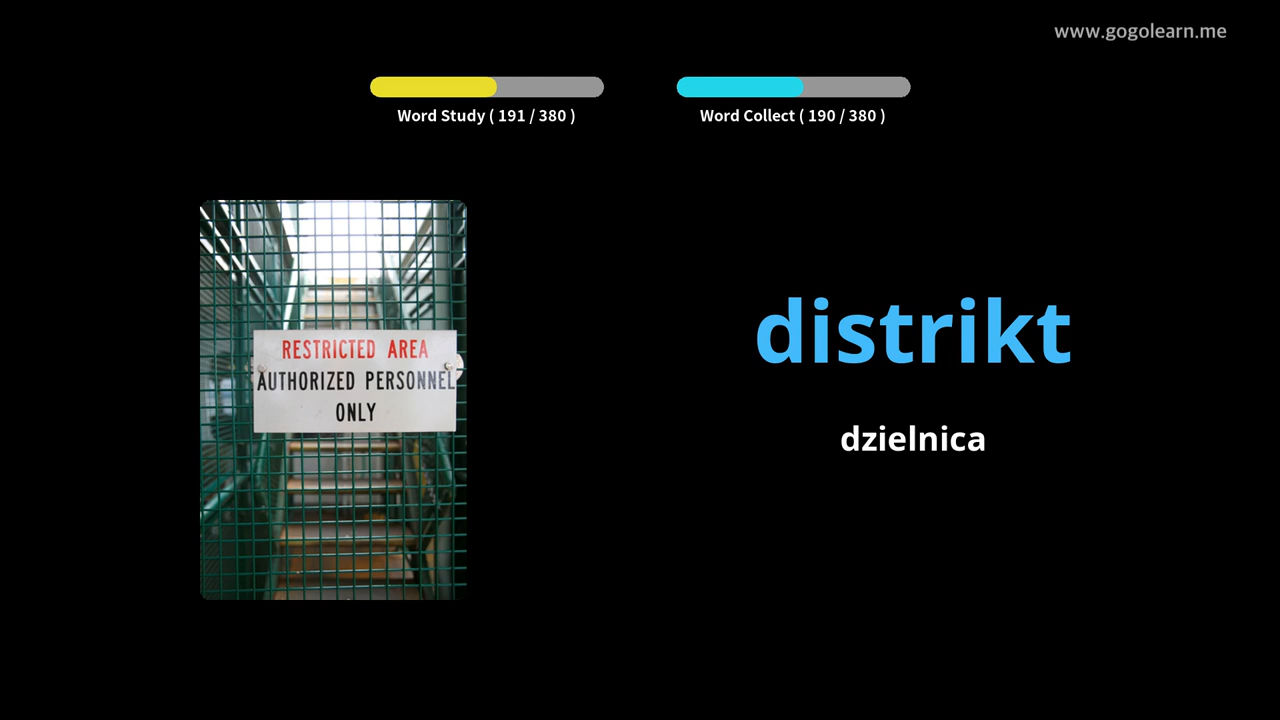 www.gogolearn.me
Word Study ( 191 / 380 )
Word Collect ( 190 / 380 )
RESTRICTED AREA
AUTHORIZED PERSONNEL
ONLY
distrikt
dzielnica